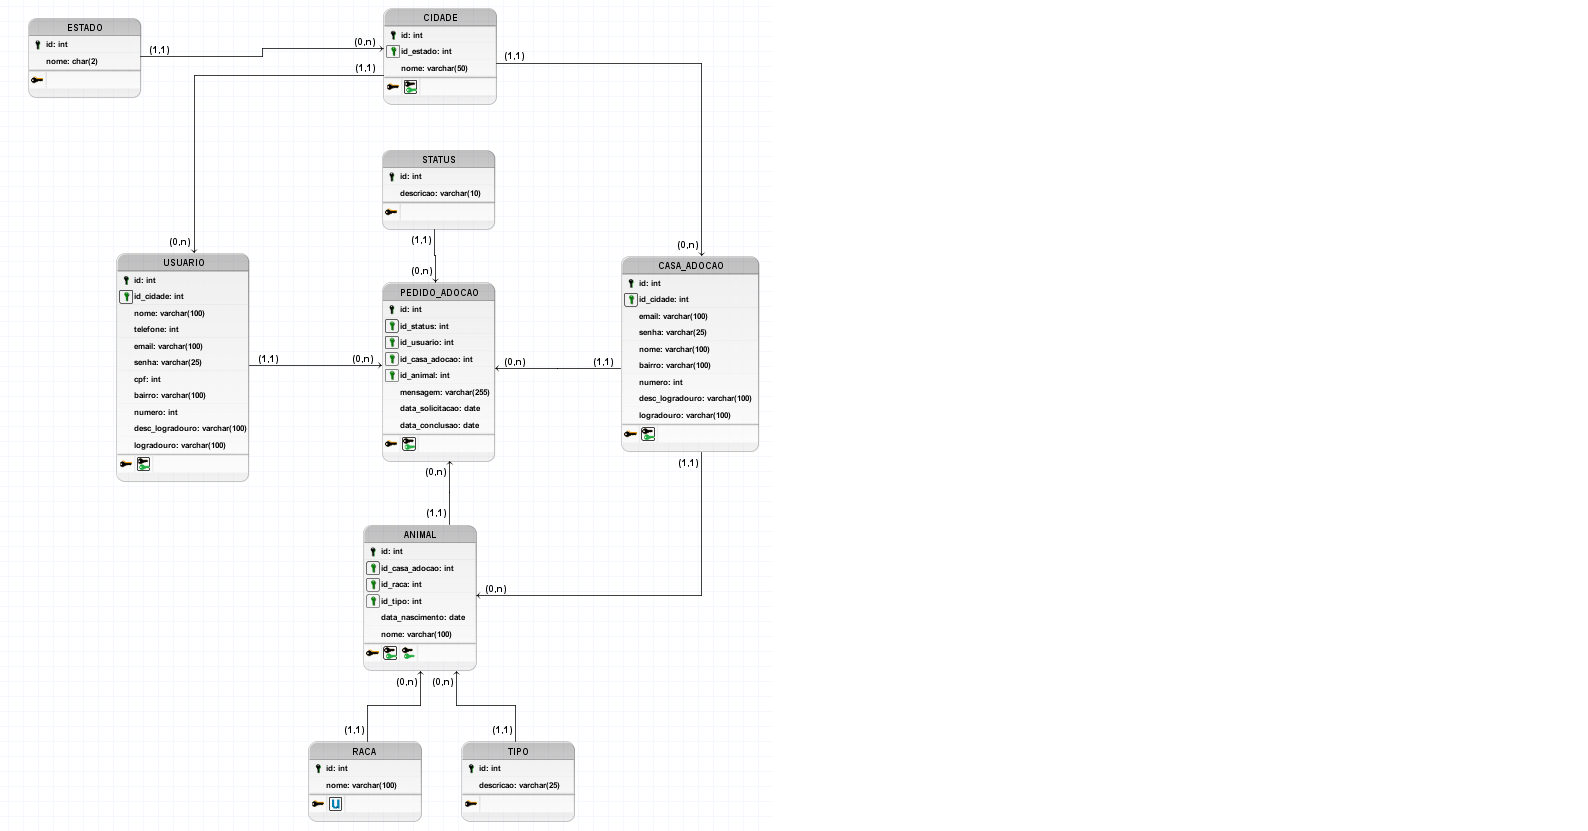 ESTADO
id: int
nome: char(2)
(1,1)
(0,n)
CIDADE
id: int
id_estado: int
nome: varchar(50)
(1,1)
(1,1)
STATUS
id: int
descricao: varchar(10)
(1,1)
(0,n)
(0,n)
USUARIO
id: int
id_cidade: int
nome: varchar(100)
telefone: int
email: varchar(100)
senha: varchar(25)
cpf: int
bairro: varchar(100)
numero: int
desc_logradouro: varchar(100)
logradouro: varchar(100)
(1,1)
(0,n)
PEDIDO_ADOCAO
id: int
id_status: int
id_usuario: int
id_casa_adocao: int
id_animal: int
mensagem: varchar(255)
data_solicitacao: date
data_conclusao: date
(0,n)
(1,1)
(0,n)
CASA_ADOCAO
id: int
id_cidade: int
email: varchar(100)
senha: varchar(25)
nome: varchar(100)
bairro: varchar(100)
numero: int
desc_logradouro: varchar(100)
logradouro: varchar(100)
(1,1)
(0,n)
(1,1)
ANIMAL
id: int
id_casa_adocao: int
id_raca: int
id_tipo: int
data_nascimento: date
nome: varchar(100)
(0,n)
(0,n)
(0,n)
(1,1)
(1,1)
RACA
id: int
nome: varchar(100)
U
TIPO
id: int
descricao: varchar(25)